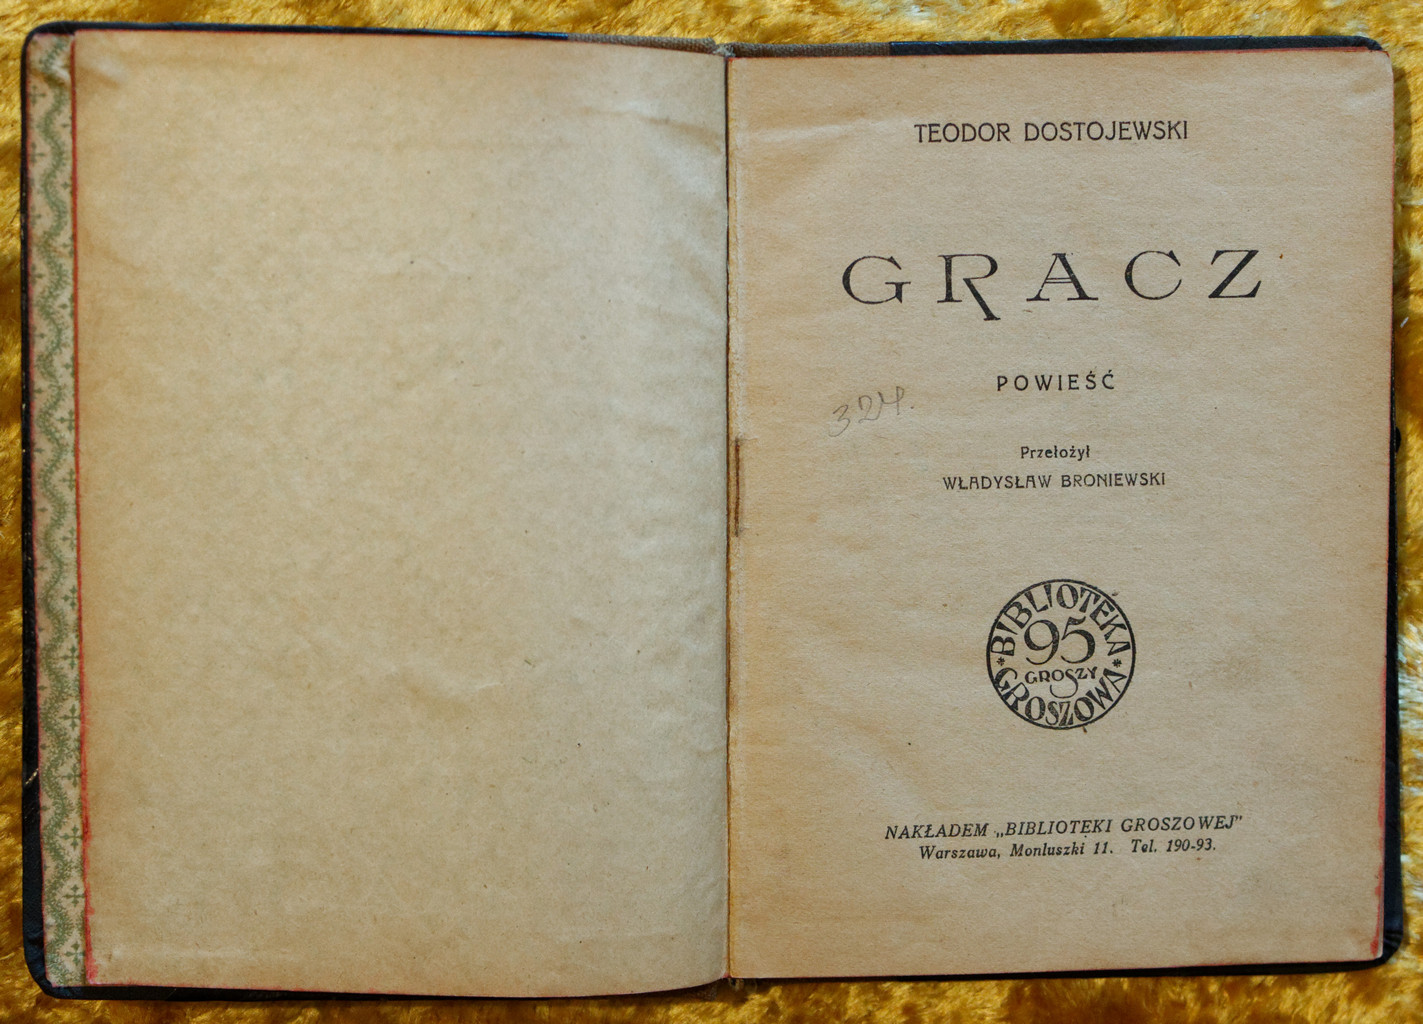 TEODOR DOSTOJEWSKI
GRACZ
POWIEŚĆ
324.
Przełożył
WŁADYSŁAW BRONIEWSKI
BIBLIOTEKA
95
GROSZY
* GROSZOWA *
NAKŁADEM „BIBLIOTEKI GROSZOWEJ”
Warszawa, Moniuszki 11. Tel. 190-93.